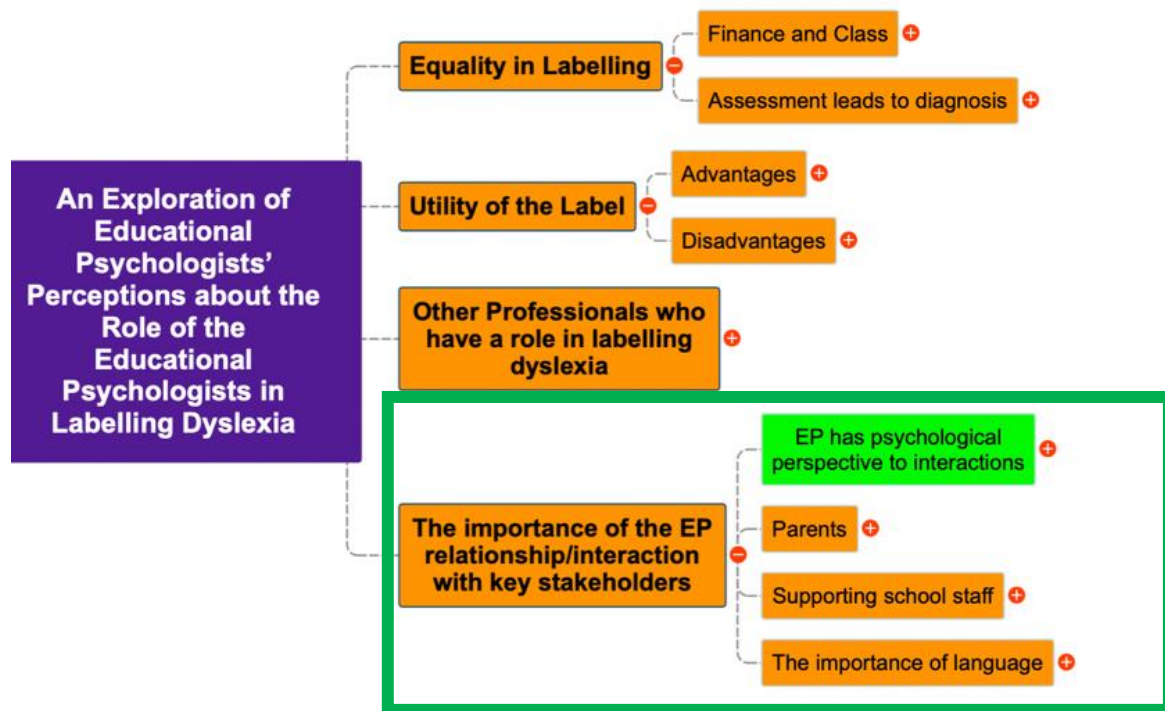 An Exploration of
Educational
Psychologists’
Perceptions about the
Role of the
Educational
Psychologists in
Labelling Dyslexia
Equality in Labelling
Finance and Class
Assessment leads to diagnosis
Utility of the Label
Advantages
Disadvantages
Other Professionals who
have a role in labelling
dyslexia
The importance of the EP
relationship/interaction
with key stakeholders
EP has psychological
perspective to interactions
Parents
Supporting school staff
The importance of language